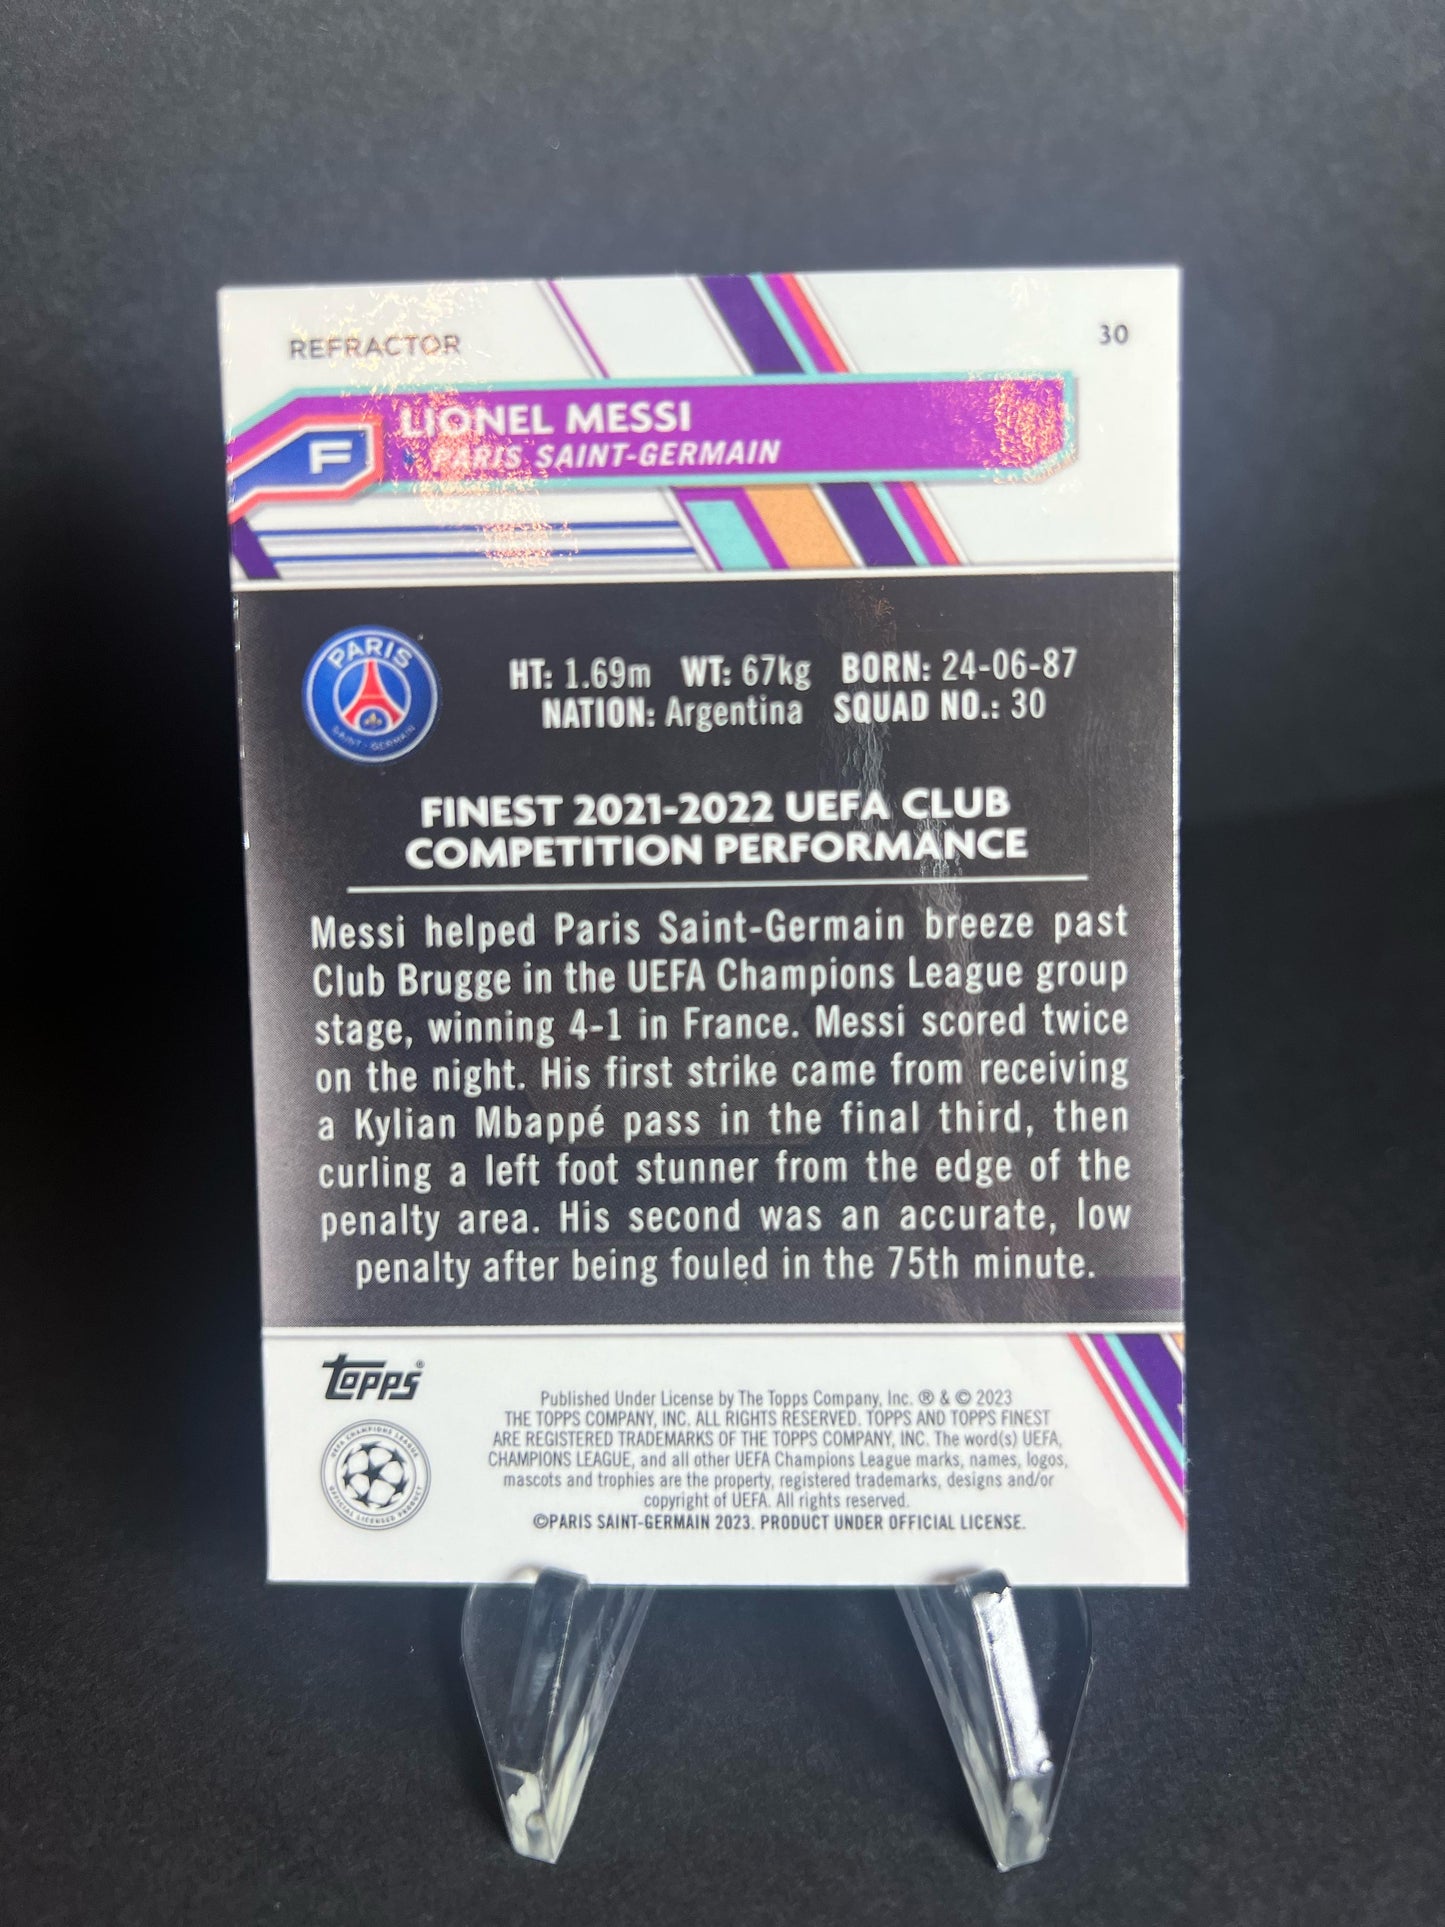 REFRACTOR
30
LIONEL MESSI
PARIS SAINT-GERMAIN
F
PARIS
SAINT-GERMAIN
HT: 1.69m WT: 67kg BORN: 24-06-87
NATION: Argentina SQUAD NO.: 30
FINEST 2021-2022 UEFA CLUB
COMPETITION PERFORMANCE
Messi helped Paris Saint-Germain breeze past
Club Brugge in the UEFA Champions League group
stage, winning 4-1 in France. Messi scored twice
on the night. His first strike came from receiving
a Kylian Mbappé pass in the final third, then
curling a left foot stunner from the edge of the
penalty area. His second was an accurate, low
penalty after being fouled in the 75th minute.
topps®
UEFA CHAMPIONS LEAGUE
OFFICIAL LICENSED PRODUCT
Published Under License by The Topps Company, Inc. ® & © 2023
THE TOPPS COMPANY, INC. ALL RIGHTS RESERVED. TOPPS AND TOPPS FINEST
ARE REGISTERED TRADEMARKS OF THE TOPPS COMPANY, INC. The word(s) UEFA,
CHAMPIONS LEAGUE, and all other UEFA Champions League marks, names, logos,
mascots and trophies are the property, registered trademarks, designs and/or
copyright of UEFA. All rights reserved.
©PARIS SAINT-GERMAIN 2023. PRODUCT UNDER OFFICIAL LICENSE.